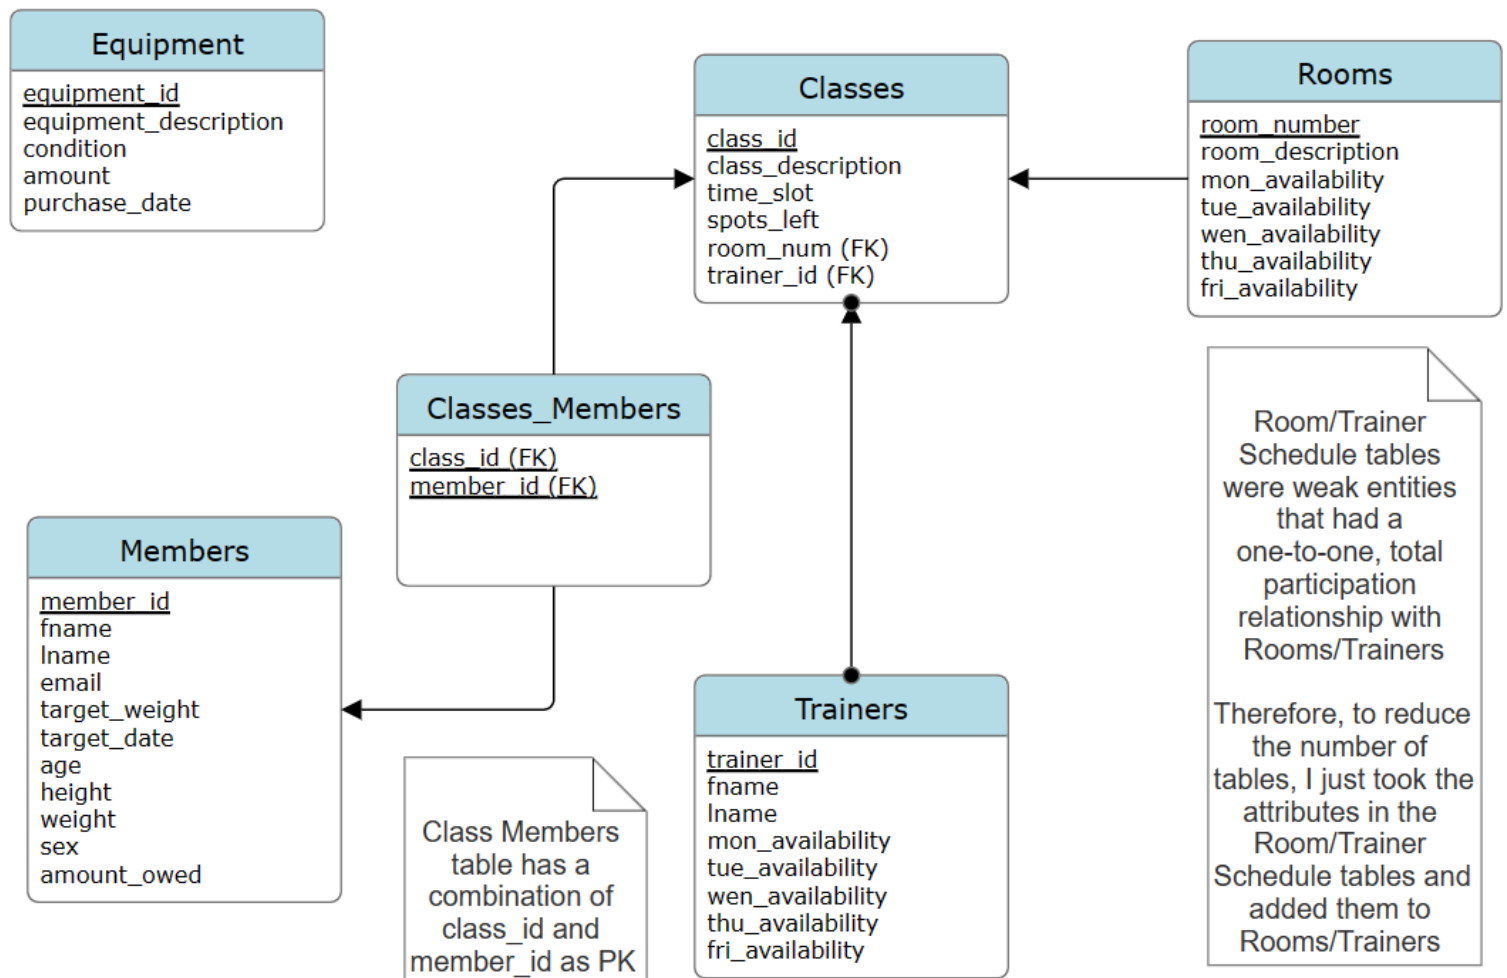 Equipment
equipment_id
equipment_description
condition
amount
purchase_date
Classes
class_id
class_description
time_slot
spots_left
room_num (FK)
trainer_id (FK)
Rooms
room_number
room_description
mon_availability
tue_availability
wen_availability
thu_availability
fri_availability
Classes_Members
class_id (FK)
member_id (FK)
Members
member_id
fname
lname
email
target_weight
target_date
age
height
weight
sex
amount_owed
Class Members
table has a
combination of
class_id and
member_id as PK
Trainers
trainer_id
fname
lname
mon_availability
tue_availability
wen_availability
thu_availability
fri_availability
Room/Trainer
Schedule tables
were weak entities
that had a
one-to-one, total
participation
relationship with
Rooms/Trainers
Therefore, to reduce
the number of
tables, I just took the
attributes in the
Room/Trainer
Schedule tables and
added them to
Rooms/Trainers